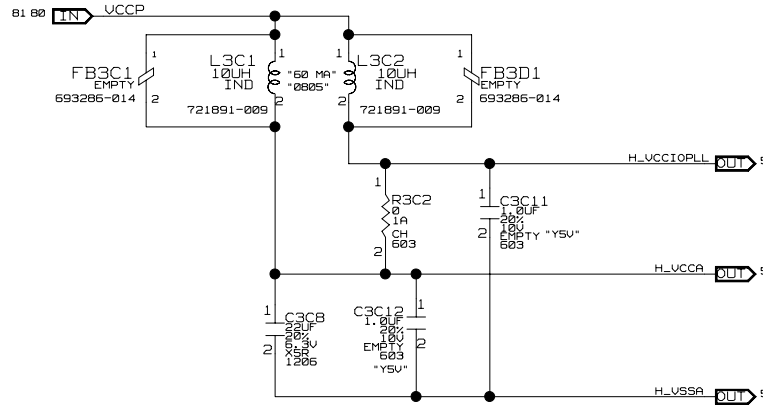 81 80 IN VCCP
1 L3C1 1 1 L3C2 1
FB3C1 10UH "60 MA" 10UH FB3D1
EMPTY IND "0805" IND EMPTY
693286-014 2 2 2 2 693286-014
721891-009 721891-009
H_VCCIOPLL OUT
1 R3C2
0
1A
CH
603
2
1 C3C11
1.0UF
20%
10V
EMPTY "Y5V"
603
2
H_VCCA OUT
1 C3C8
22UF
20%
6.3V
X5R
1206
2
C3C12 1
1.0UF
20%
10V
EMPTY 2
603
"Y5V"
H_VSSA OUT